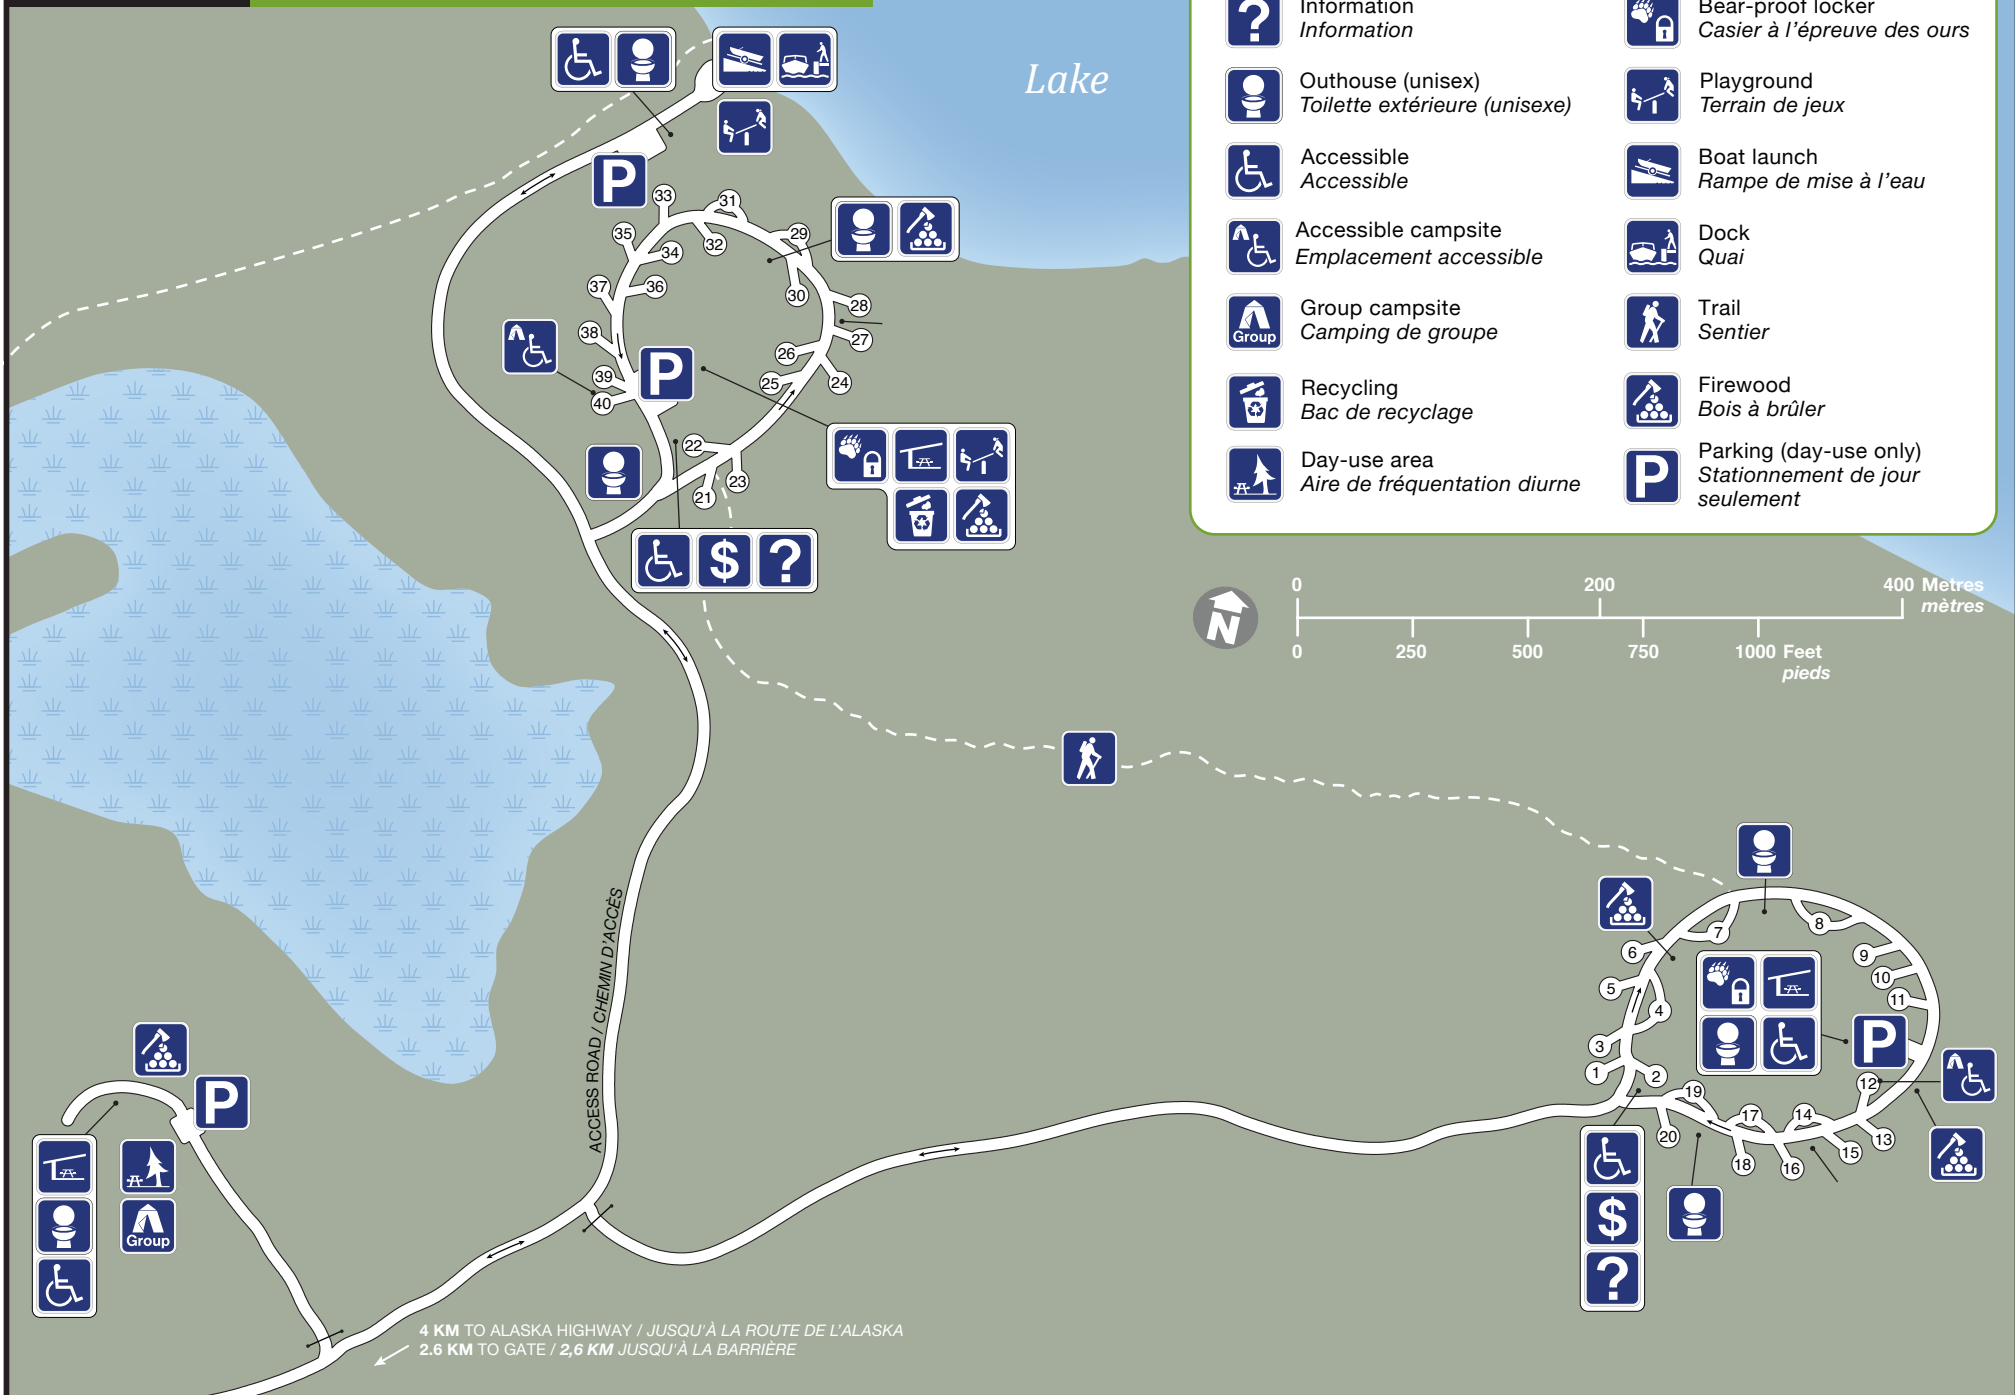 Lake
Information
Information
Bear-proof locker
Casier à l'épreuve des ours
Outhouse (unisex)
Toilette extérieure (unisexe)
Playground
Terrain de jeux
Accessible
Accessible
Boat launch
Rampe de mise à l'eau
Accessible campsite
Emplacement accessible
Dock
Quai
Group
Group campsite
Camping de groupe
Trail
Sentier
Recycling
Bac de recyclage
Firewood
Bois à brûler
Day-use area
Aire de fréquentation diurne
P
Parking (day-use only)
Stationnement de jour
seulement
?
0 200 400 Metres
mètres
N
0 250 500 750 1000 Feet
pieds
P
33
31
35
34
32
29
37
36
30
28
38
27
26
39
P
25
24
40
22
23
21
$ ?
ACCESS ROAD / CHEMIN D'ACCÈS
7
8
6
9
5
10
11
4
3
P
1
2
12
19
17
14
20
13
18
16
15
$
?
P
Group
4 KM TO ALASKA HIGHWAY / JUSQU'À LA ROUTE DE L'ALASKA
2.6 KM TO GATE / 2,6 KM JUSQU'À LA BARRIÈRE